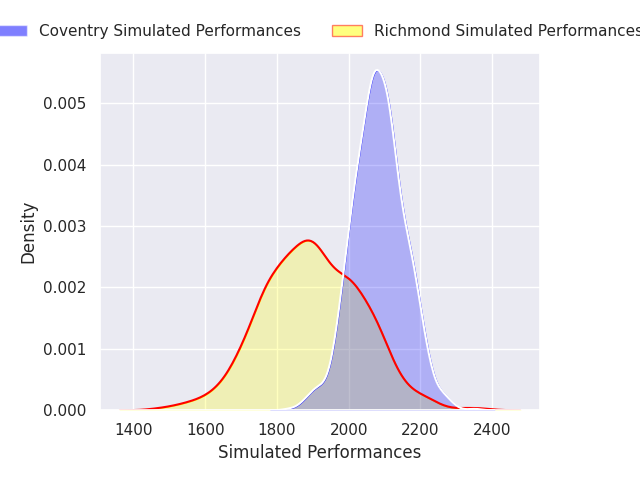 Coventry Simulated Performances
Richmond Simulated Performances
0.005
0.004
0.003
0.002
0.001
0.000
Density
1400 1600 1800 2000 2200 2400
Simulated Performances